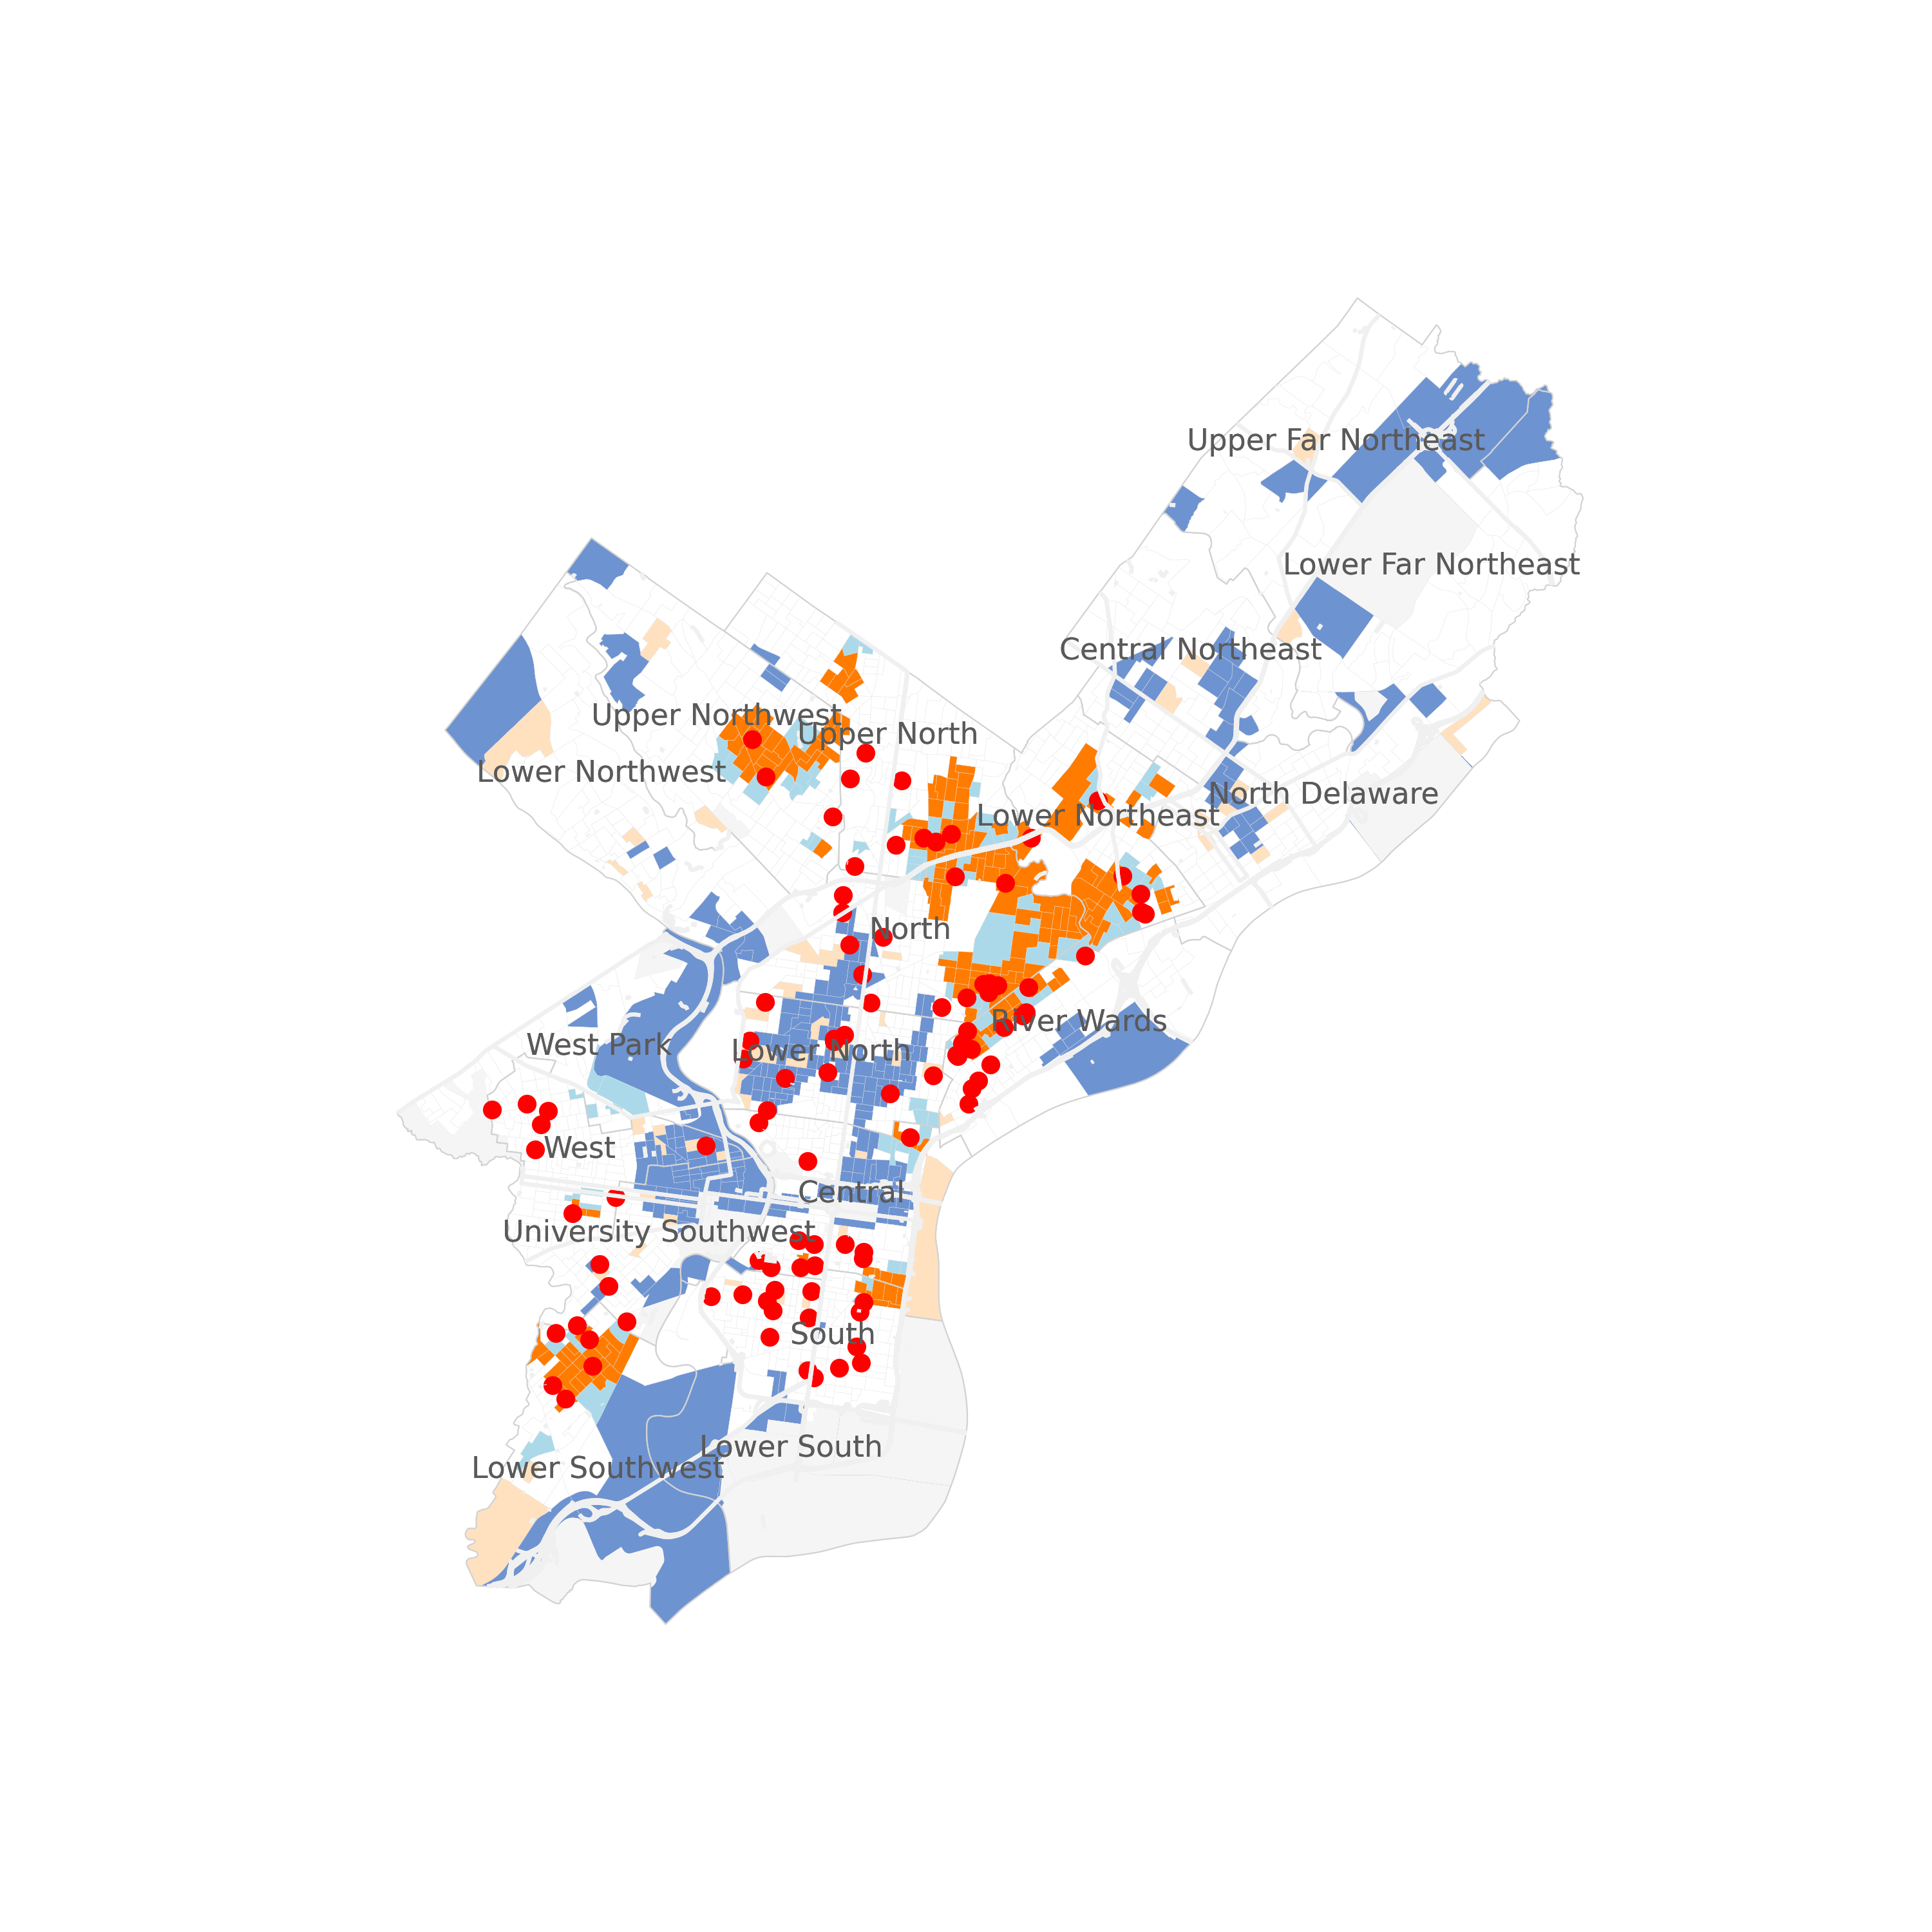 Upper Far Northeast
Lower Far Northeast
Central Northeast
Upper Northwest
Upper North
Lower Northwest
North Delaware
Lower Northeast
North
River Wards
West Park
Lower North
West
Central
University Southwest
South
Lower South
Lower Southwest